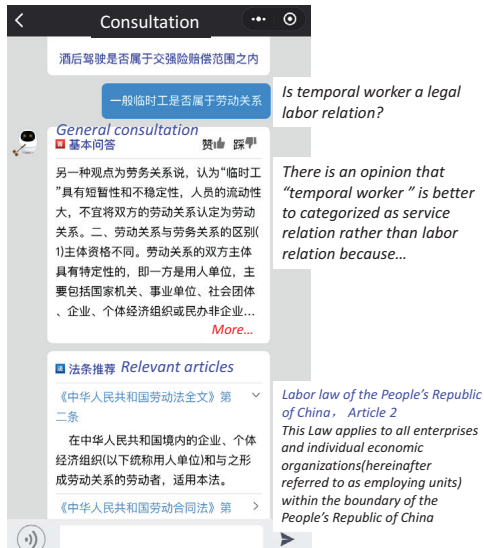 Consultation
酒后驾驶是否属于交强险赔偿范围之内
一般临时工是否属于劳动关系
Is temporal worker a legal
labor relation?
General consultation
基本问答 赞 踩
另一种观点为劳务关系说，认为“临时工
”具有短暂性和不稳定性，人员的流动性
大，不宜将双方的劳动关系认定为劳动
关系。二、劳动关系与劳务关系的区别(
1)主体资格不同。劳动关系的双方主体
具有特定性的，即一方是用人单位，主
要包括国家机关、事业单位、社会团体
、企业、个体经济组织或民办非企业...
More...
There is an opinion that
“temporal worker ” is better
to categorized as service
relation rather than labor
relation because...
法条推荐 Relevant articles
《中华人民共和国劳动法全文》第
二条
在中华人民共和国境内的企业、个体
经济组织(以下统称用人单位)和与之形
成劳动关系的劳动者，适用本法。
《中华人民共和国劳动合同法》第
Labor law of the People’s Republic
of China， Article 2
This Law applies to all enterprises
and individual economic
organizations(hereinafter
referred to as employing units)
within the boundary of the
People’s Republic of China